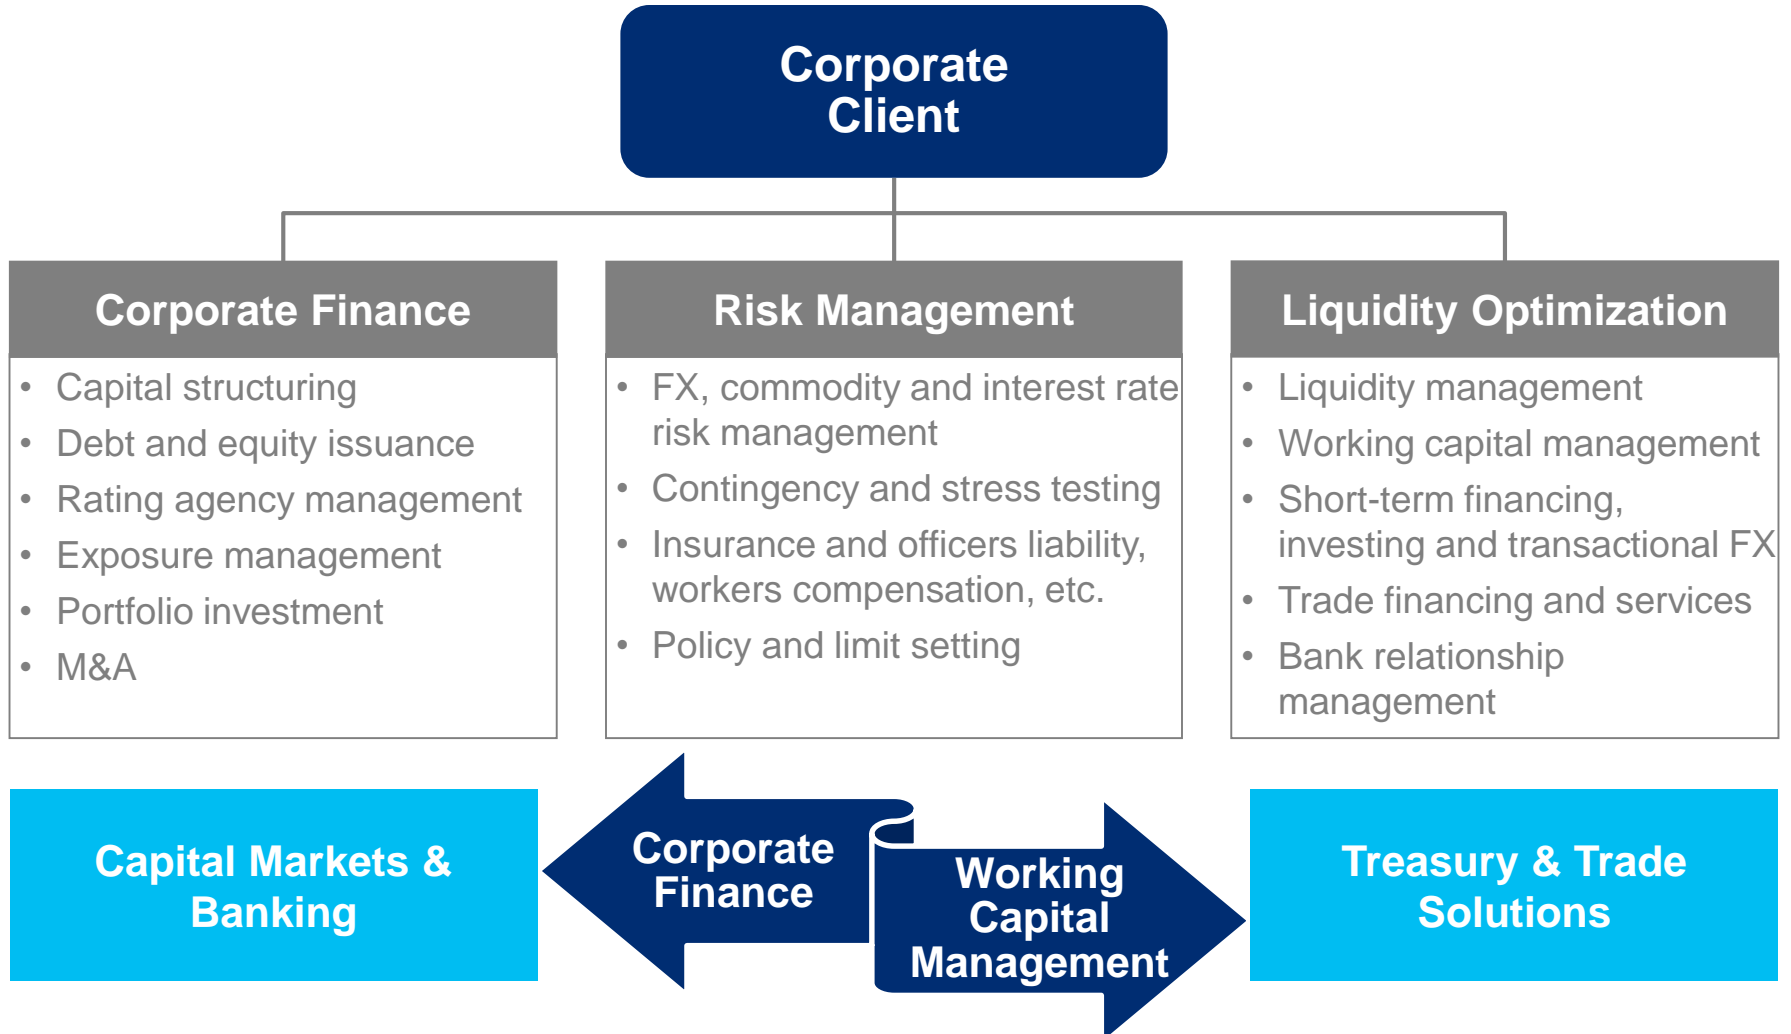 Corporate
Client
Corporate Finance
• Capital structuring
• Debt and equity issuance
• Rating agency management
• Exposure management
• Portfolio investment
• M&A
Risk Management
• FX, commodity and interest rate
risk management
• Contingency and stress testing
• Insurance and officers liability,
workers compensation, etc.
• Policy and limit setting
Liquidity Optimization
• Liquidity management
• Working capital management
• Short-term financing,
investing and transactional FX
• Trade financing and services
• Bank relationship
management
Capital Markets &
Banking
Corporate
Finance
Working
Capital
Management
Treasury & Trade
Solutions